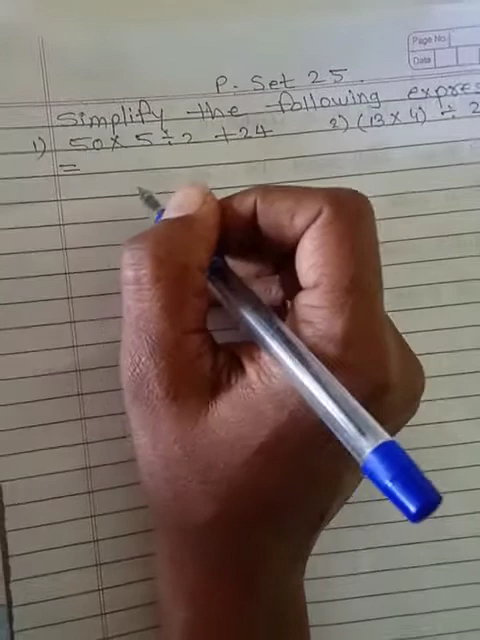 Page No.
Date
P. Set 25.
Simplify the following expres
1) 50 × 5 ÷ 2 + 24 2) (13 × 4) ÷ 2
=